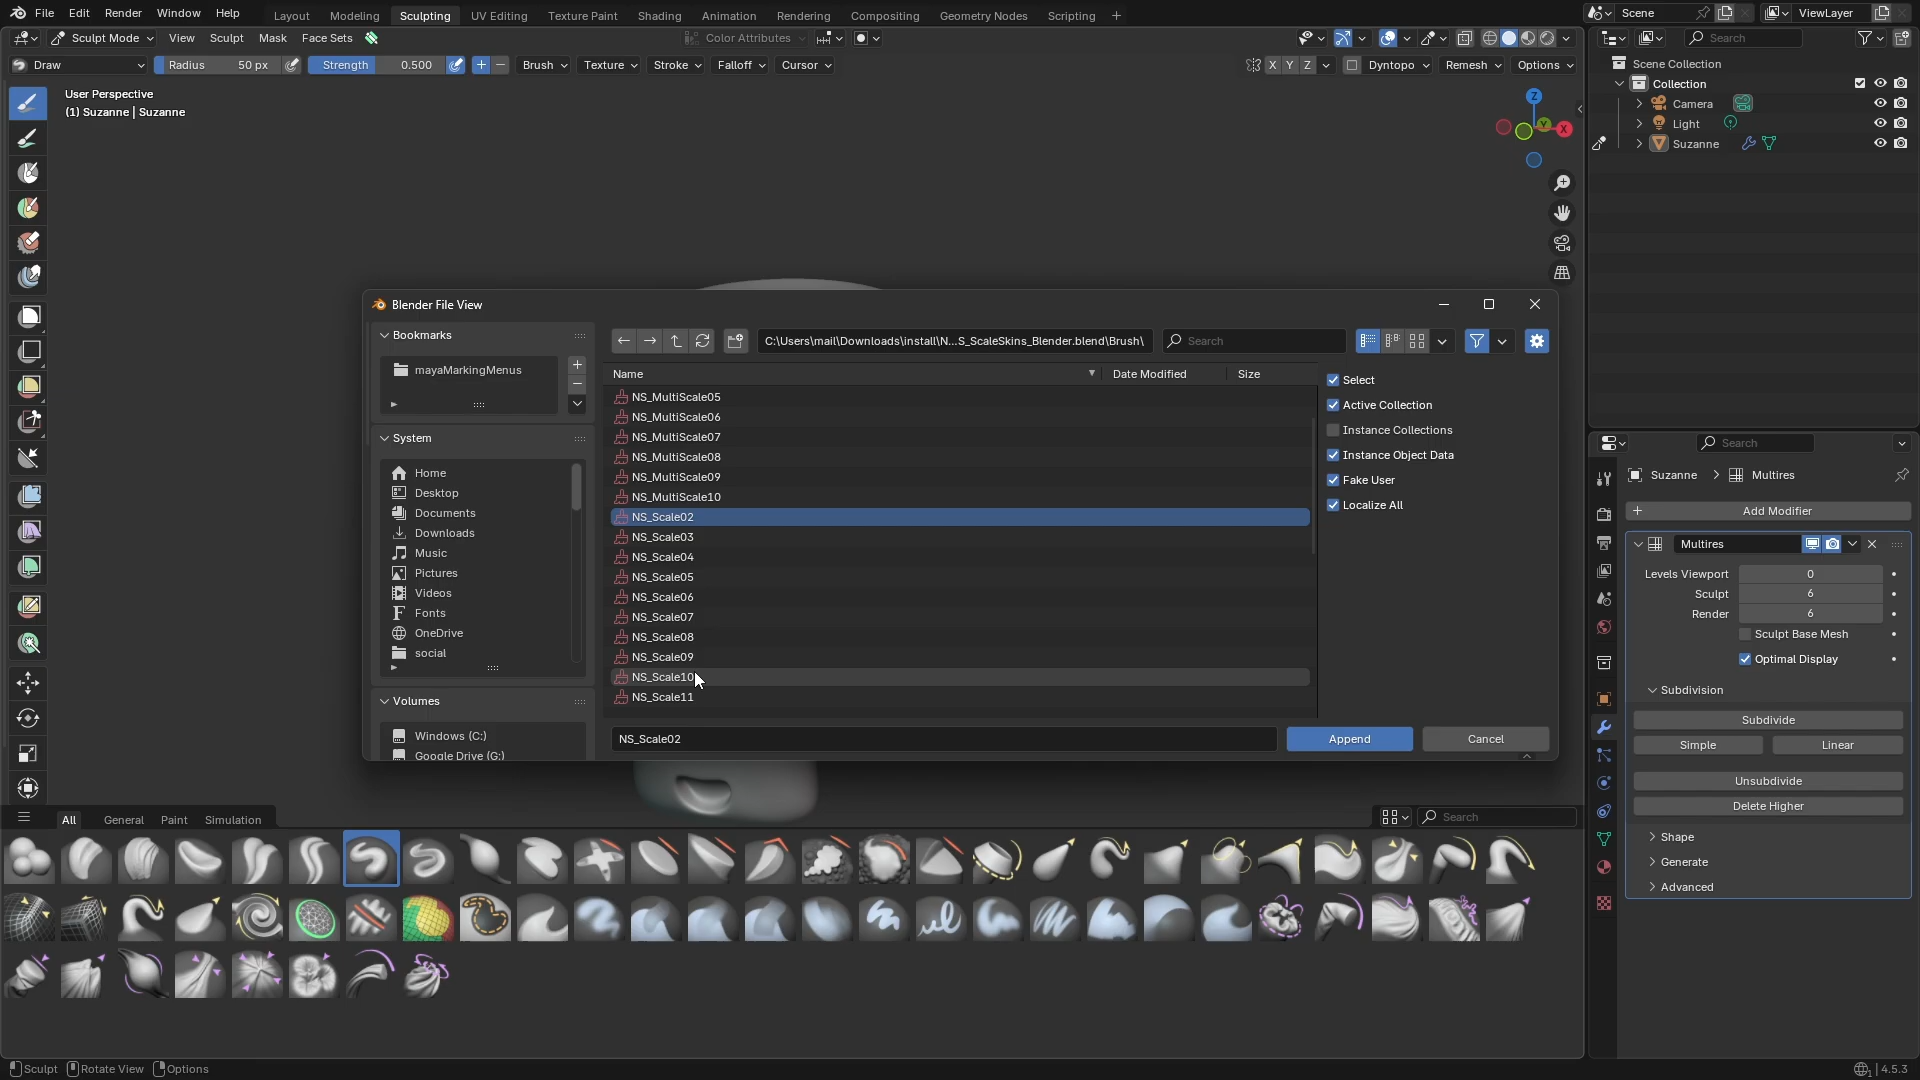 File Edit Render Window Help Layout Modeling Sculpting UV Editing Texture Paint Shading Animation Rendering Compositing Geometry Nodes Scripting + Scene ViewLayer
Sculpt Mode View Sculpt Mask Face Sets Color Attributes Search
Draw Radius 50 px Strength 0.500 Brush Texture Stroke Falloff Cursor X Y Z Dyntopo Remesh Options
User Perspective
(1) Suzanne | Suzanne
Z
Y
X
Scene Collection
Collection
Camera
Light
Suzanne
Blender File View
Bookmarks
mayaMarkingMenus
System
Home
Desktop
Documents
Downloads
Music
Pictures
Videos
Fonts
OneDrive
social
Volumes
Windows (C:)
Google Drive (G:)
C:\Users\mail\Downloads\install\N...S_ScaleSkins_Blender.blend\Brush\ Search
Name Date Modified Size
NS_MultiScale05
NS_MultiScale06
NS_MultiScale07
NS_MultiScale08
NS_MultiScale09
NS_MultiScale10
NS_Scale02
NS_Scale03
NS_Scale04
NS_Scale05
NS_Scale06
NS_Scale07
NS_Scale08
NS_Scale09
NS_Scale10
NS_Scale11
Select
Active Collection
Instance Collections
Instance Object Data
Fake User
Localize All
NS_Scale02 Append Cancel
Search
Suzanne > Multires
+ Add Modifier
Multires
Levels Viewport 0
Sculpt 6
Render 6
Sculpt Base Mesh
Optimal Display
Subdivision
Subdivide
Simple Linear
Unsubdivide
Delete Higher
Shape
Generate
Advanced
All General Paint Simulation Search
Sculpt Rotate View Options 4.5.3